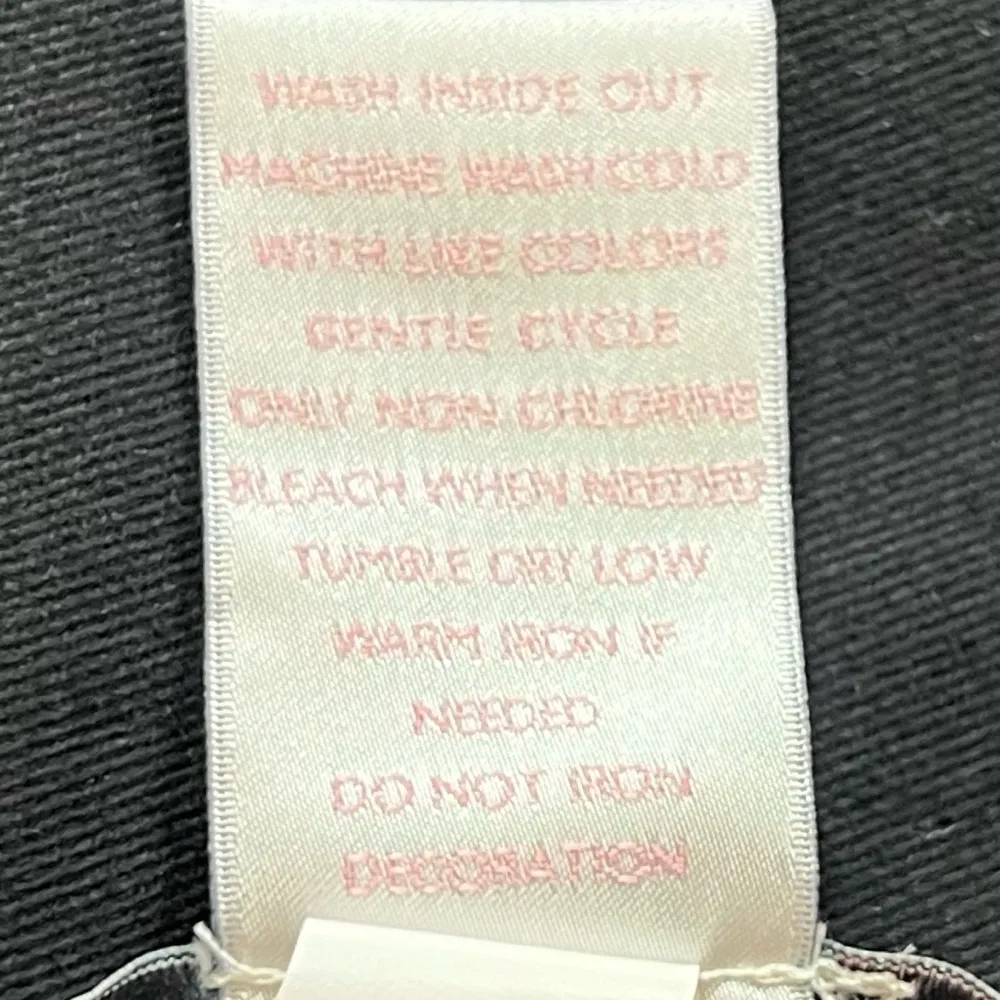 WASH INSIDE OUT
MACHINE WASH COLD
WITH LIKE COLORS
GENTLE CYCLE
ONLY NON CHLORINE
BLEACH WHEN NEEDED
TUMBLE DRY LOW
WARM IRON IF
NEEDED
DO NOT IRON
DECORATION